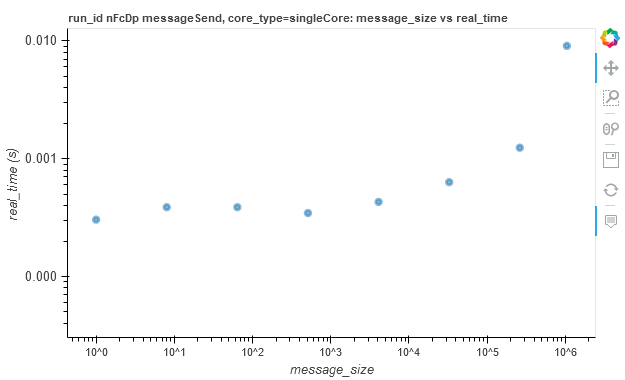 run_id nFcDp messageSend, core_type=singleCore: message_size vs real_time
0.010
0.001
0.000
real_time (s)
10^0 10^1 10^2 10^3 10^4 10^5 10^6
message_size